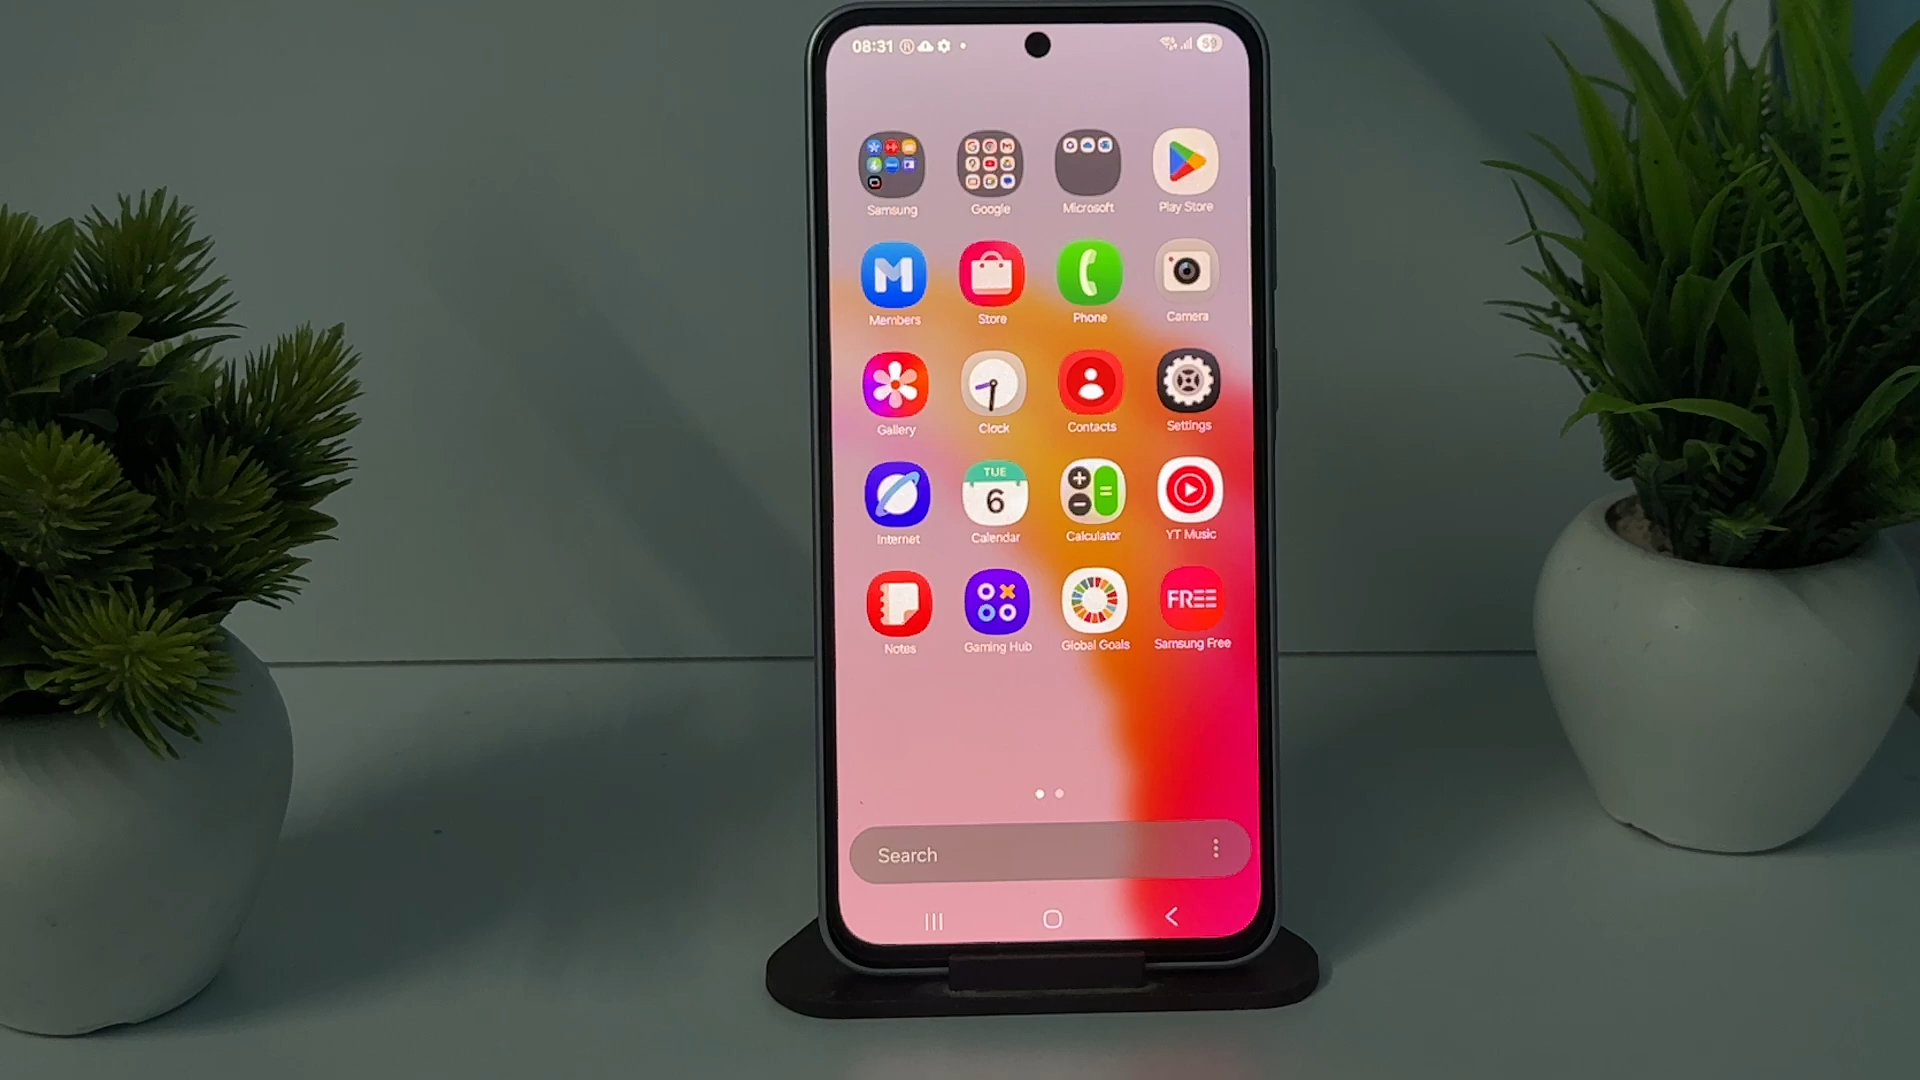 08:31 59
Samsung Google Microsoft Play Store
Members Store Phone Camera
Gallery Clock Contacts Settings
TUE
6
Internet Calendar Calculator YT Music
FREE
Notes Gaming Hub Global Goals Samsung Free
Search